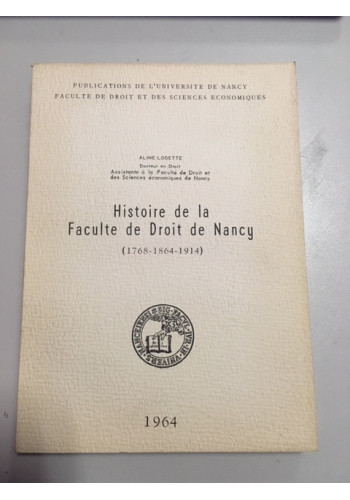 PUBLICATIONS DE L'UNIVERSITE DE NANCY
FACULTE DE DROIT ET DES SCIENCES ECONOMIQUES
ALINE LOGETTE
Docteur en Droit
Assistante à la Faculté de Droit et
des Sciences économiques de Nancy
Histoire de la
Faculte de Droit de Nancy
(1768-1864-1914)
1964